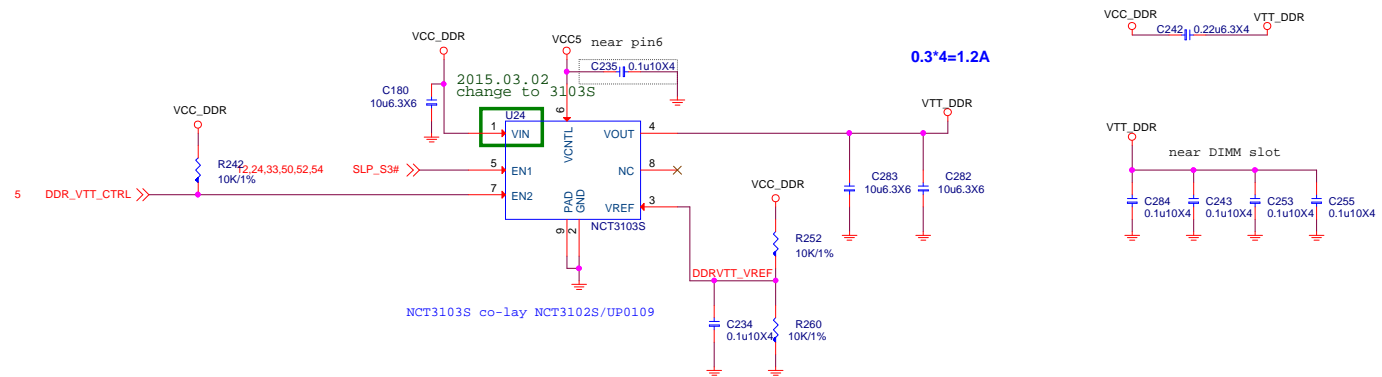 VCC_DDR
VCC5
near pin6
C235
0.1u10X4
0.3*4=1.2A
VCC_DDR
C242
0.22u6.3X4
VTT_DDR
C180
10u6.3X6
2015.03.02
change to 3103S
VCC_DDR
U24
6
VTT_DDR
1
VIN
VCNTL
VOUT
4
VTT_DDR
near DIMM slot
R242
10K/1%
12,24,33,50,52,54
SLP_S3#
5
EN1
NC
8
C283
10u6.3X6
C282
10u6.3X6
5
DDR_VTT_CTRL
7
EN2
VREF
3
VCC_DDR
C284
0.1u10X4
C243
0.1u10X4
C253
0.1u10X4
C255
0.1u10X4
PAD
GND
NCT3103S
9
2
R252
10K/1%
DDRVTT_VREF
NCT3103S co-lay NCT3102S/UP0109
C234
0.1u10X4
R260
10K/1%